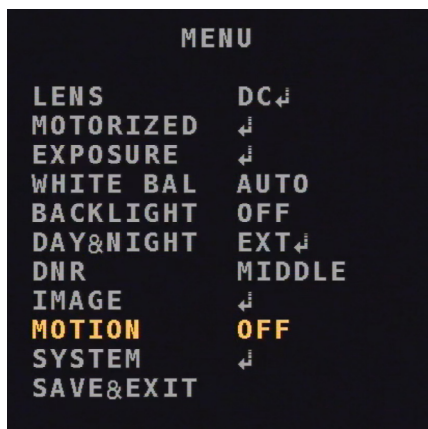 MENU
LENS DC↲
MOTORIZED ↲
EXPOSURE ↲
WHITE BAL AUTO
BACKLIGHT OFF
DAY&NIGHT EXT↲
DNR MIDDLE
IMAGE ↲
MOTION OFF
SYSTEM ↲
SAVE&EXIT